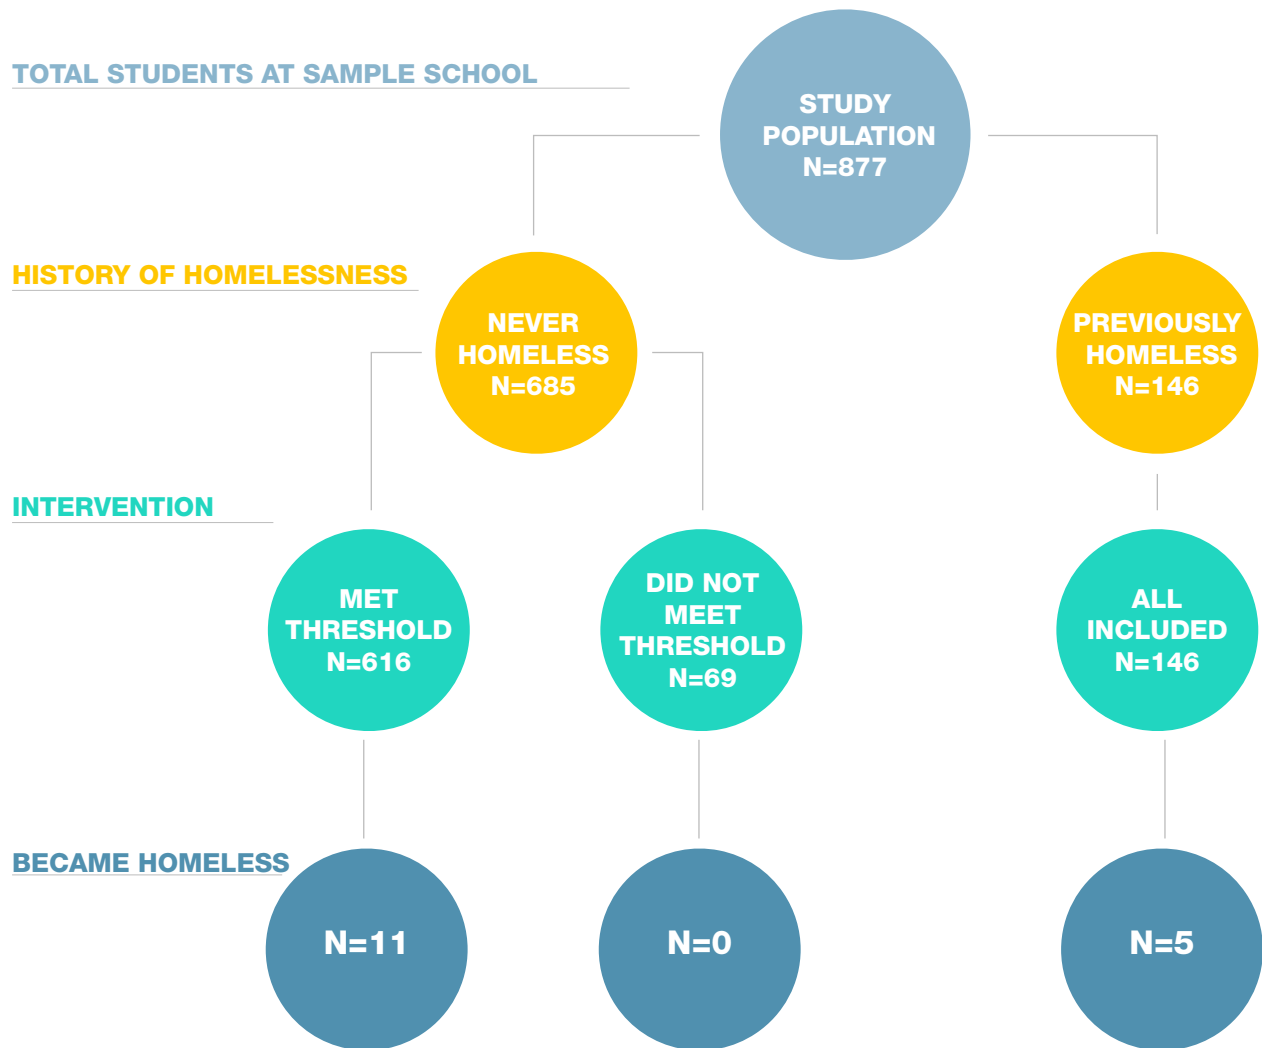 TOTAL STUDENTS AT SAMPLE SCHOOL
STUDY
POPULATION
N=877
HISTORY OF HOMELESSNESS
NEVER
HOMELESS
N=685
PREVIOUSLY
HOMELESS
N=146
INTERVENTION
MET
THRESHOLD
N=616
DID NOT
MEET
THRESHOLD
N=69
ALL
INCLUDED
N=146
BECAME HOMELESS
N=11
N=0
N=5